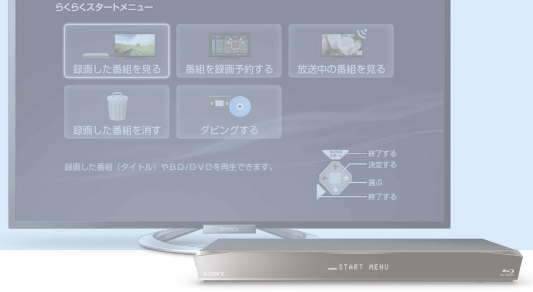 らくらくスタートメニュー
録画した番組を見る
番組を録画予約する
放送中の番組を見る
録画した番組を消す
ダビングする
録画した番組（タイトル）やBD/DVDを再生できます。
終了する
決定する
選ぶ
終了する
SONY
SONY
START MENU